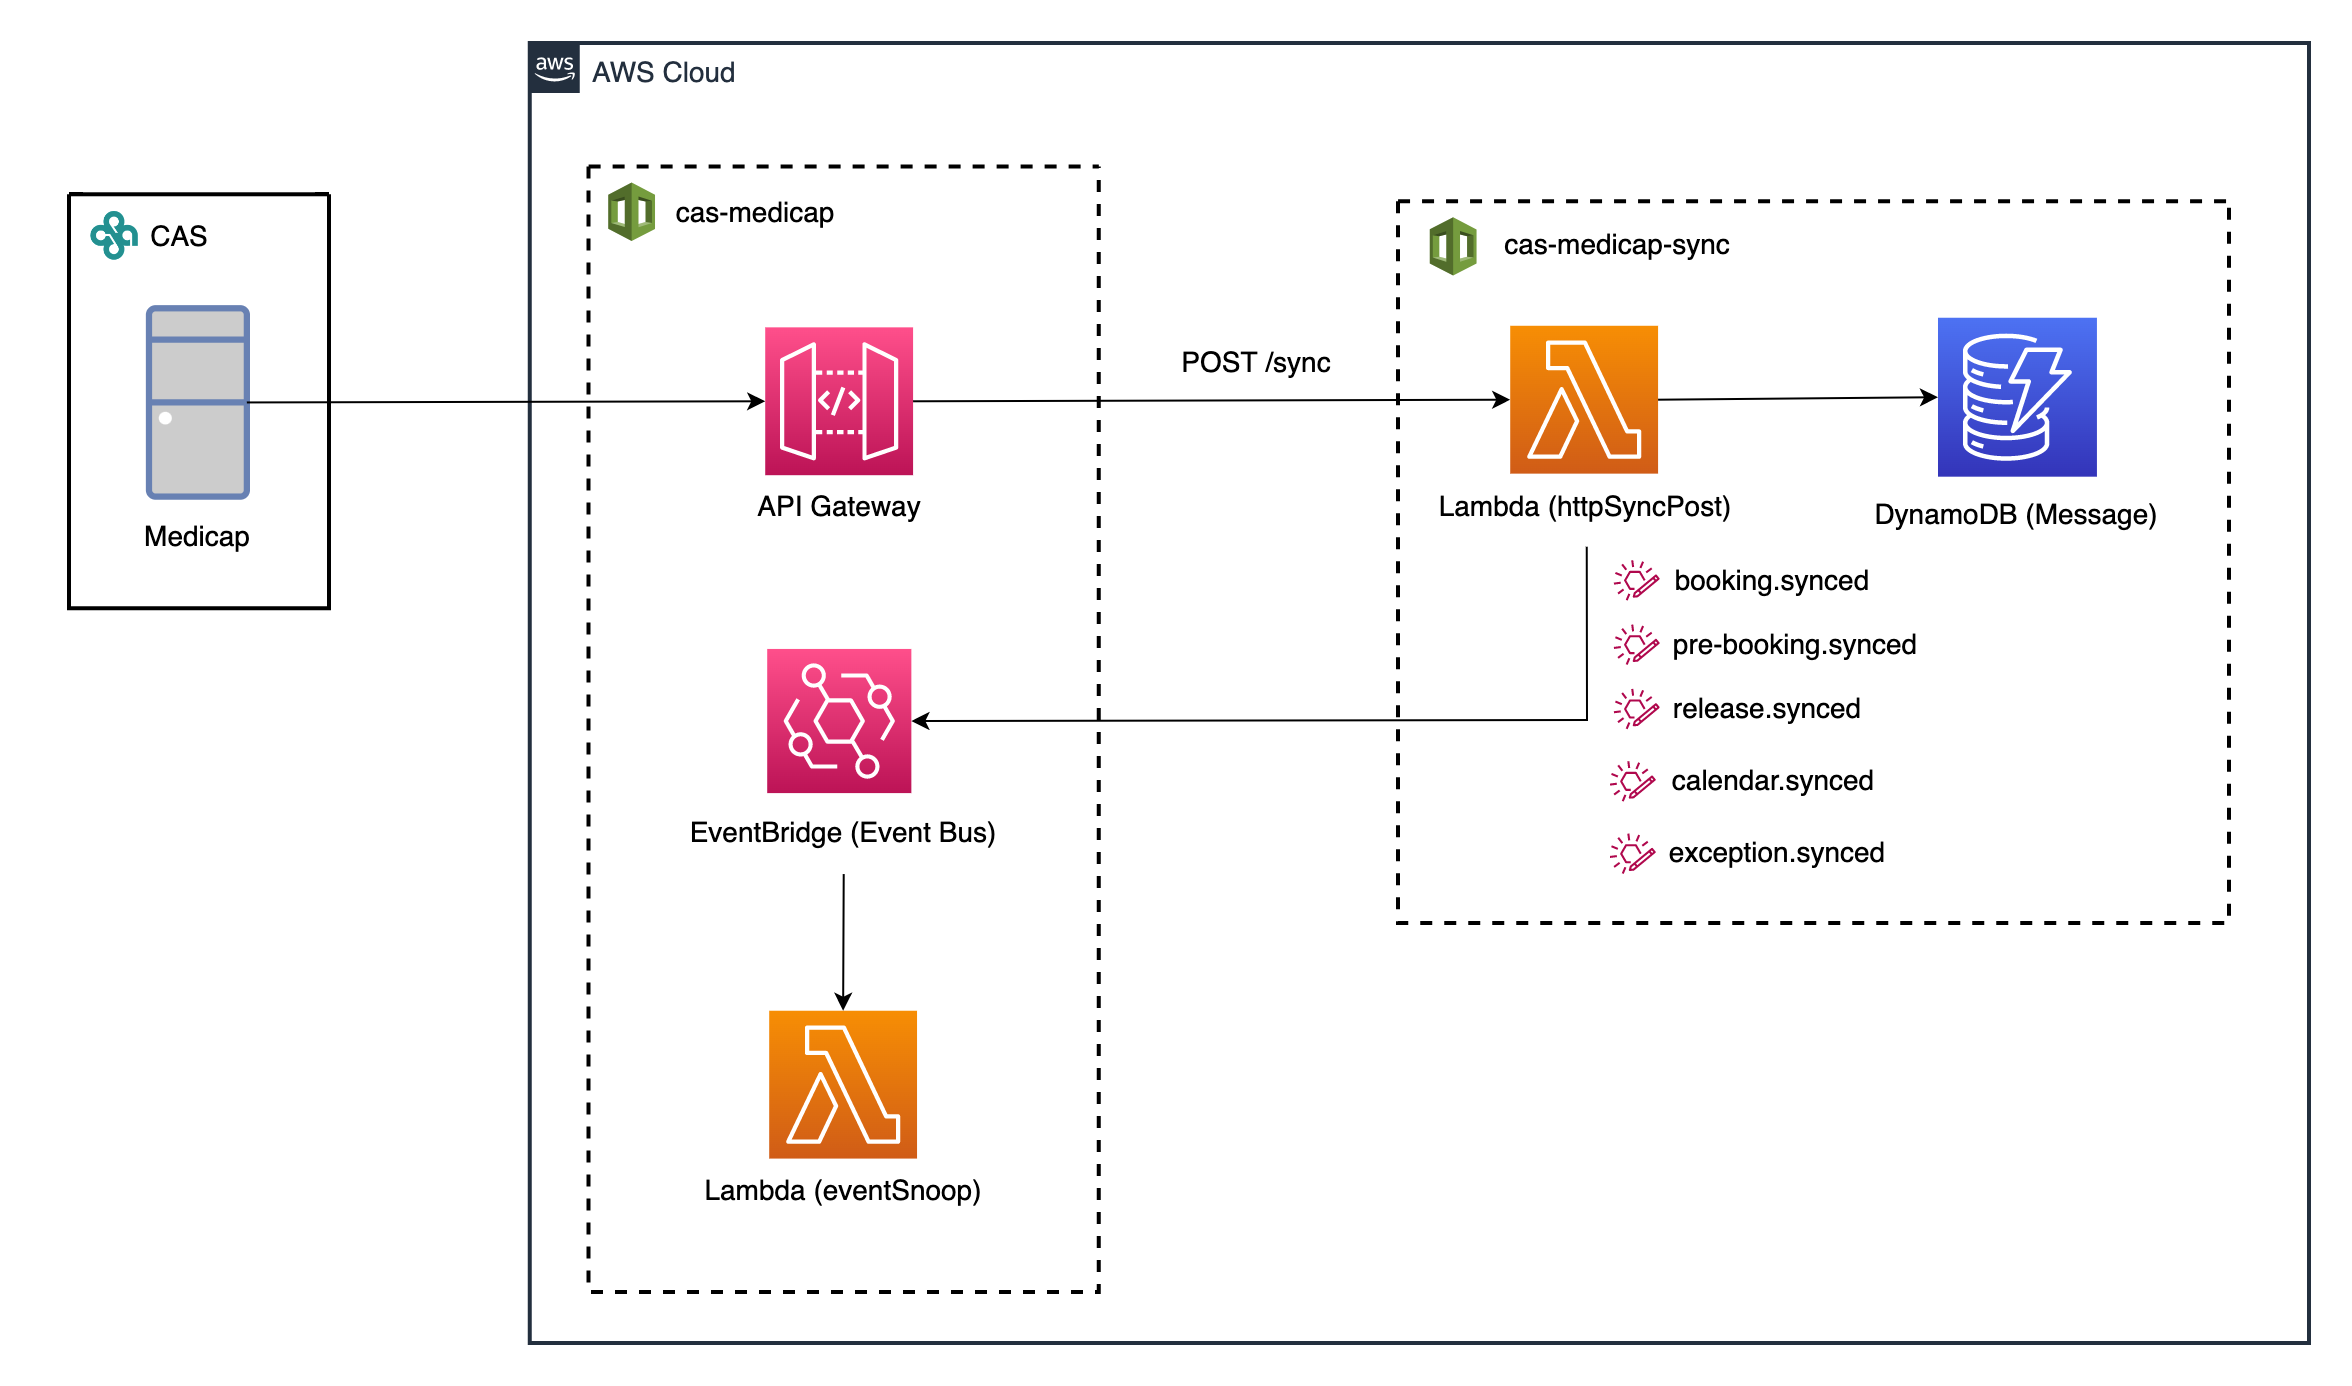 aws
AWS Cloud
CAS
Medicap
cas-medicap
API Gateway
POST /sync
EventBridge (Event Bus)
Lambda (eventSnoop)
cas-medicap-sync
Lambda (httpSyncPost)
DynamoDB (Message)
booking.synced
pre-booking.synced
release.synced
calendar.synced
exception.synced